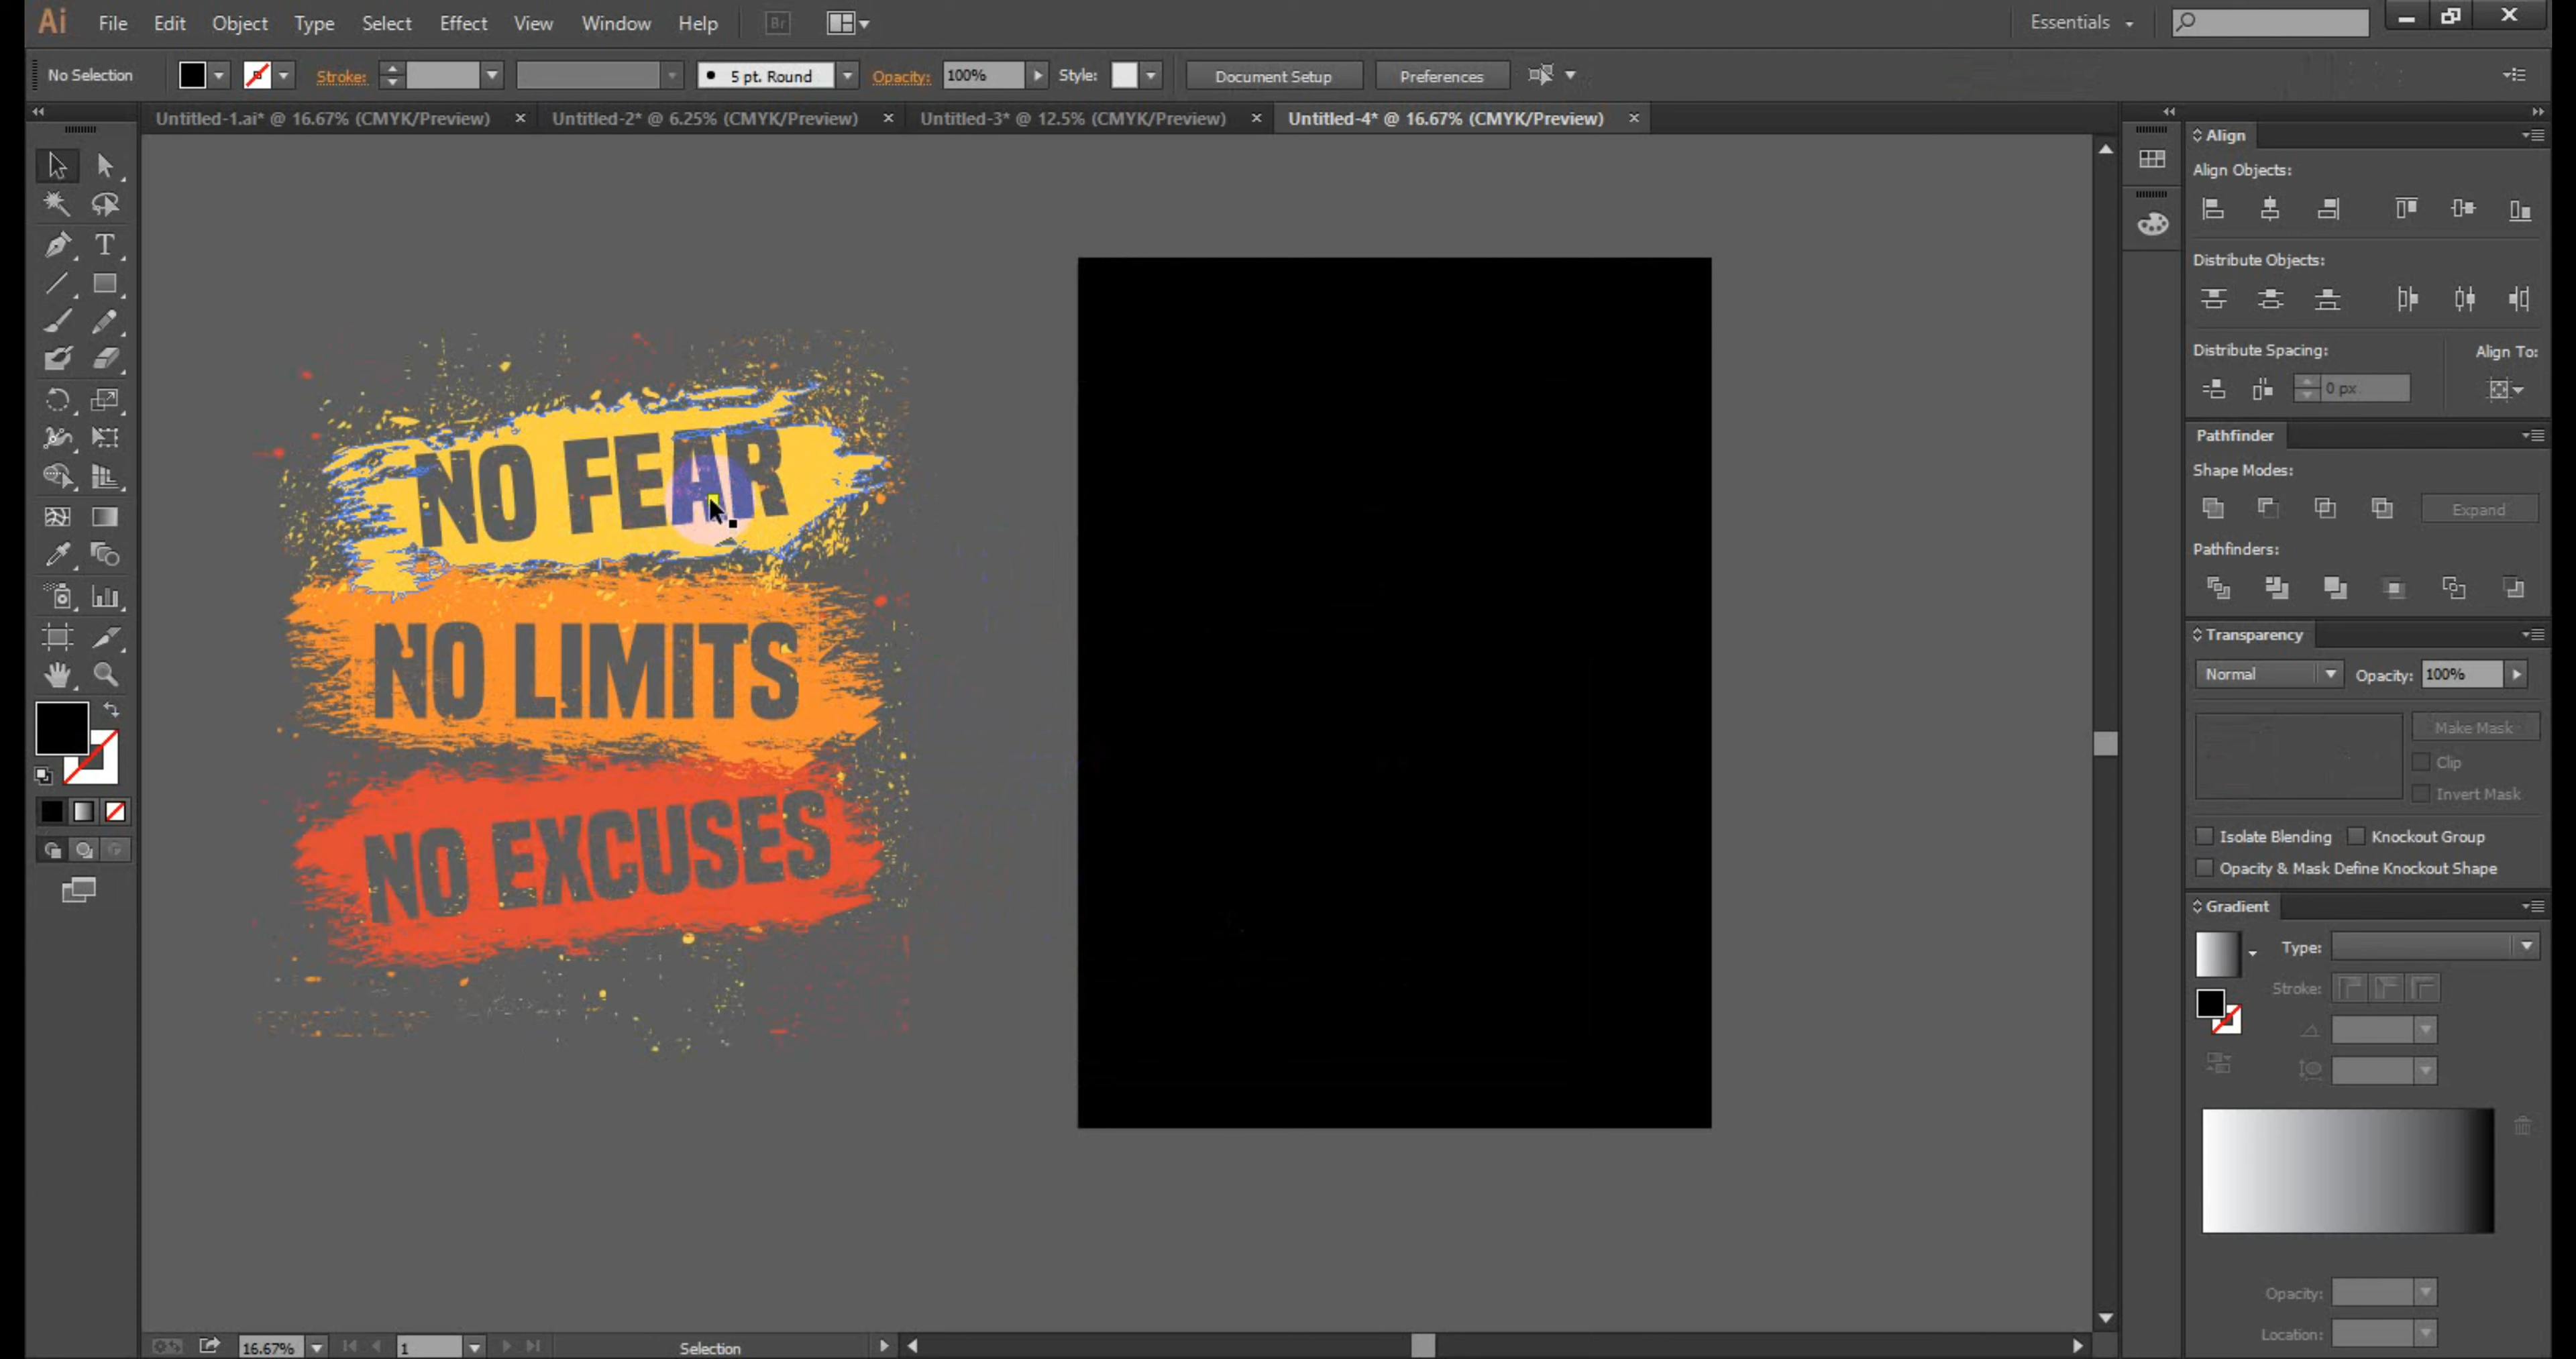 Ai File Edit Object Type Select Effect View Window Help Br Essentials
No Selection Stroke: 5 pt. Round Opacity: 100% Style: Document Setup Preferences
Untitled-1.ai* @ 16.67% (CMYK/Preview) Untitled-2* @ 6.25% (CMYK/Preview) Untitled-3* @ 12.5% (CMYK/Preview) Untitled-4* @ 16.67% (CMYK/Preview)
NO FEAR
NO LIMITS
NO EXCUSES
Align
Align Objects:
Distribute Objects:
Distribute Spacing: Align To:
0 px
Pathfinder
Shape Modes:
Expand
Pathfinders:
Transparency
Normal Opacity: 100%
Make Mask
Clip
Invert Mask
Isolate Blending Knockout Group
Opacity & Mask Define Knockout Shape
Gradient
Type:
Stroke:
Opacity:
Location:
16.67% 1 Selection